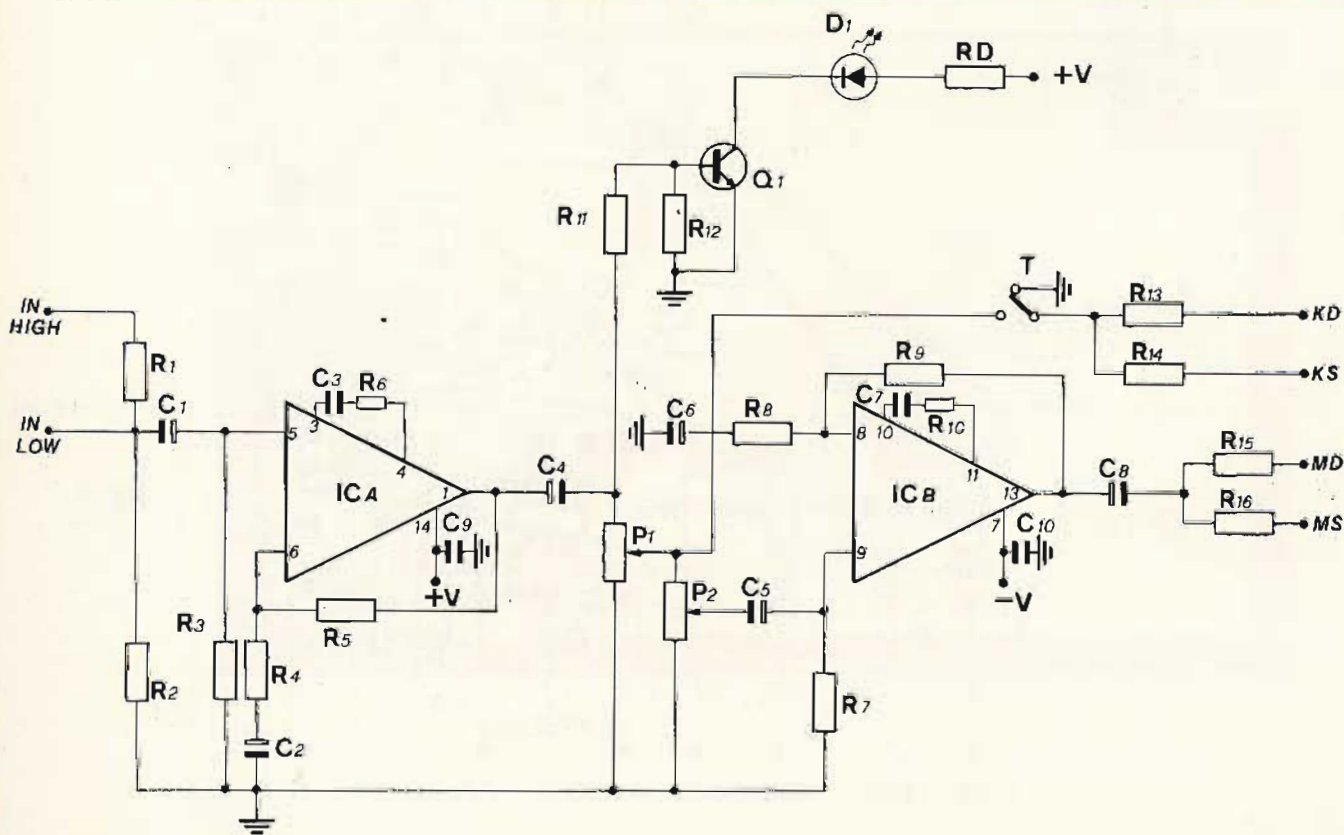 D1
RD
+V
Q1
R11
R12
T
R13
KD
IN
HIGH
R1
R14
KS
R9
C3
R6
C7
IN
LOW
C1
C6
R8
R10
5
3
10
8
R15
MD
4
C4
11
C8
ICA
1
ICB
13
R16
MS
14
C9
P1
7
C10
6
9
+V
P2
C5
-V
R3
R5
R2
R4
R7
C2